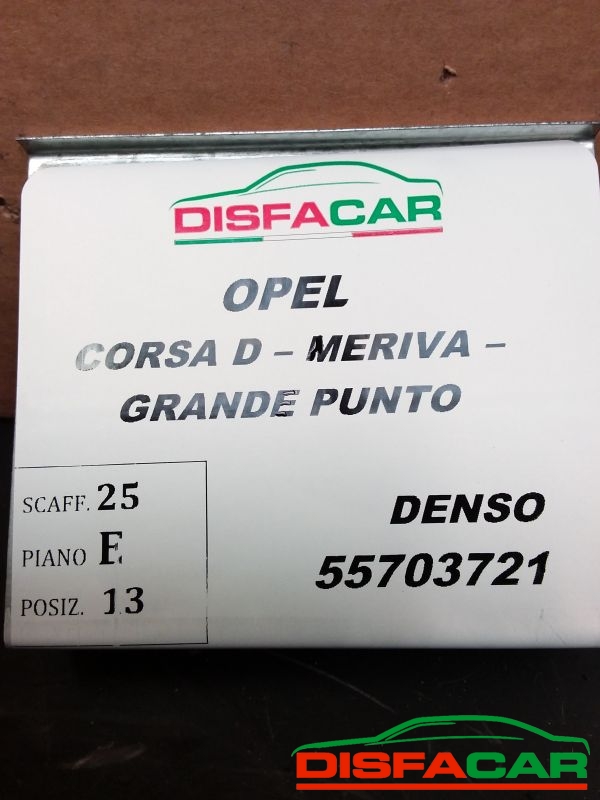 DISFACAR
OPEL
CORSA D – MERIVA –
GRANDE PUNTO
SCAFF. 25
PIANO E
POSIZ. 13
DENSO
55703721
DISFACAR